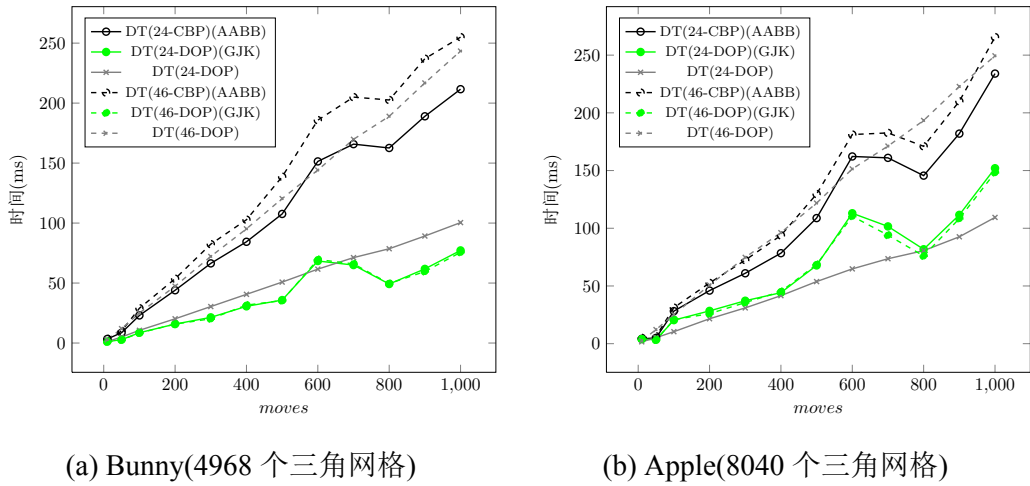 DT(24-CBP)(AABB)
DT(24-DOP)(GJK)
DT(24-DOP)
DT(46-CBP)(AABB)
DT(46-DOP)(GJK)
DT(46-DOP)
250
200
150
100
50
0
时间(ms)
0 200 400 600 800 1,000
moves
(a) Bunny(4968 个三角网格)
DT(24-CBP)(AABB)
DT(24-DOP)(GJK)
DT(24-DOP)
DT(46-CBP)(AABB)
DT(46-DOP)(GJK)
DT(46-DOP)
250
200
150
100
50
0
时间(ms)
0 200 400 600 800 1,000
moves
(b) Apple(8040 个三角网格)